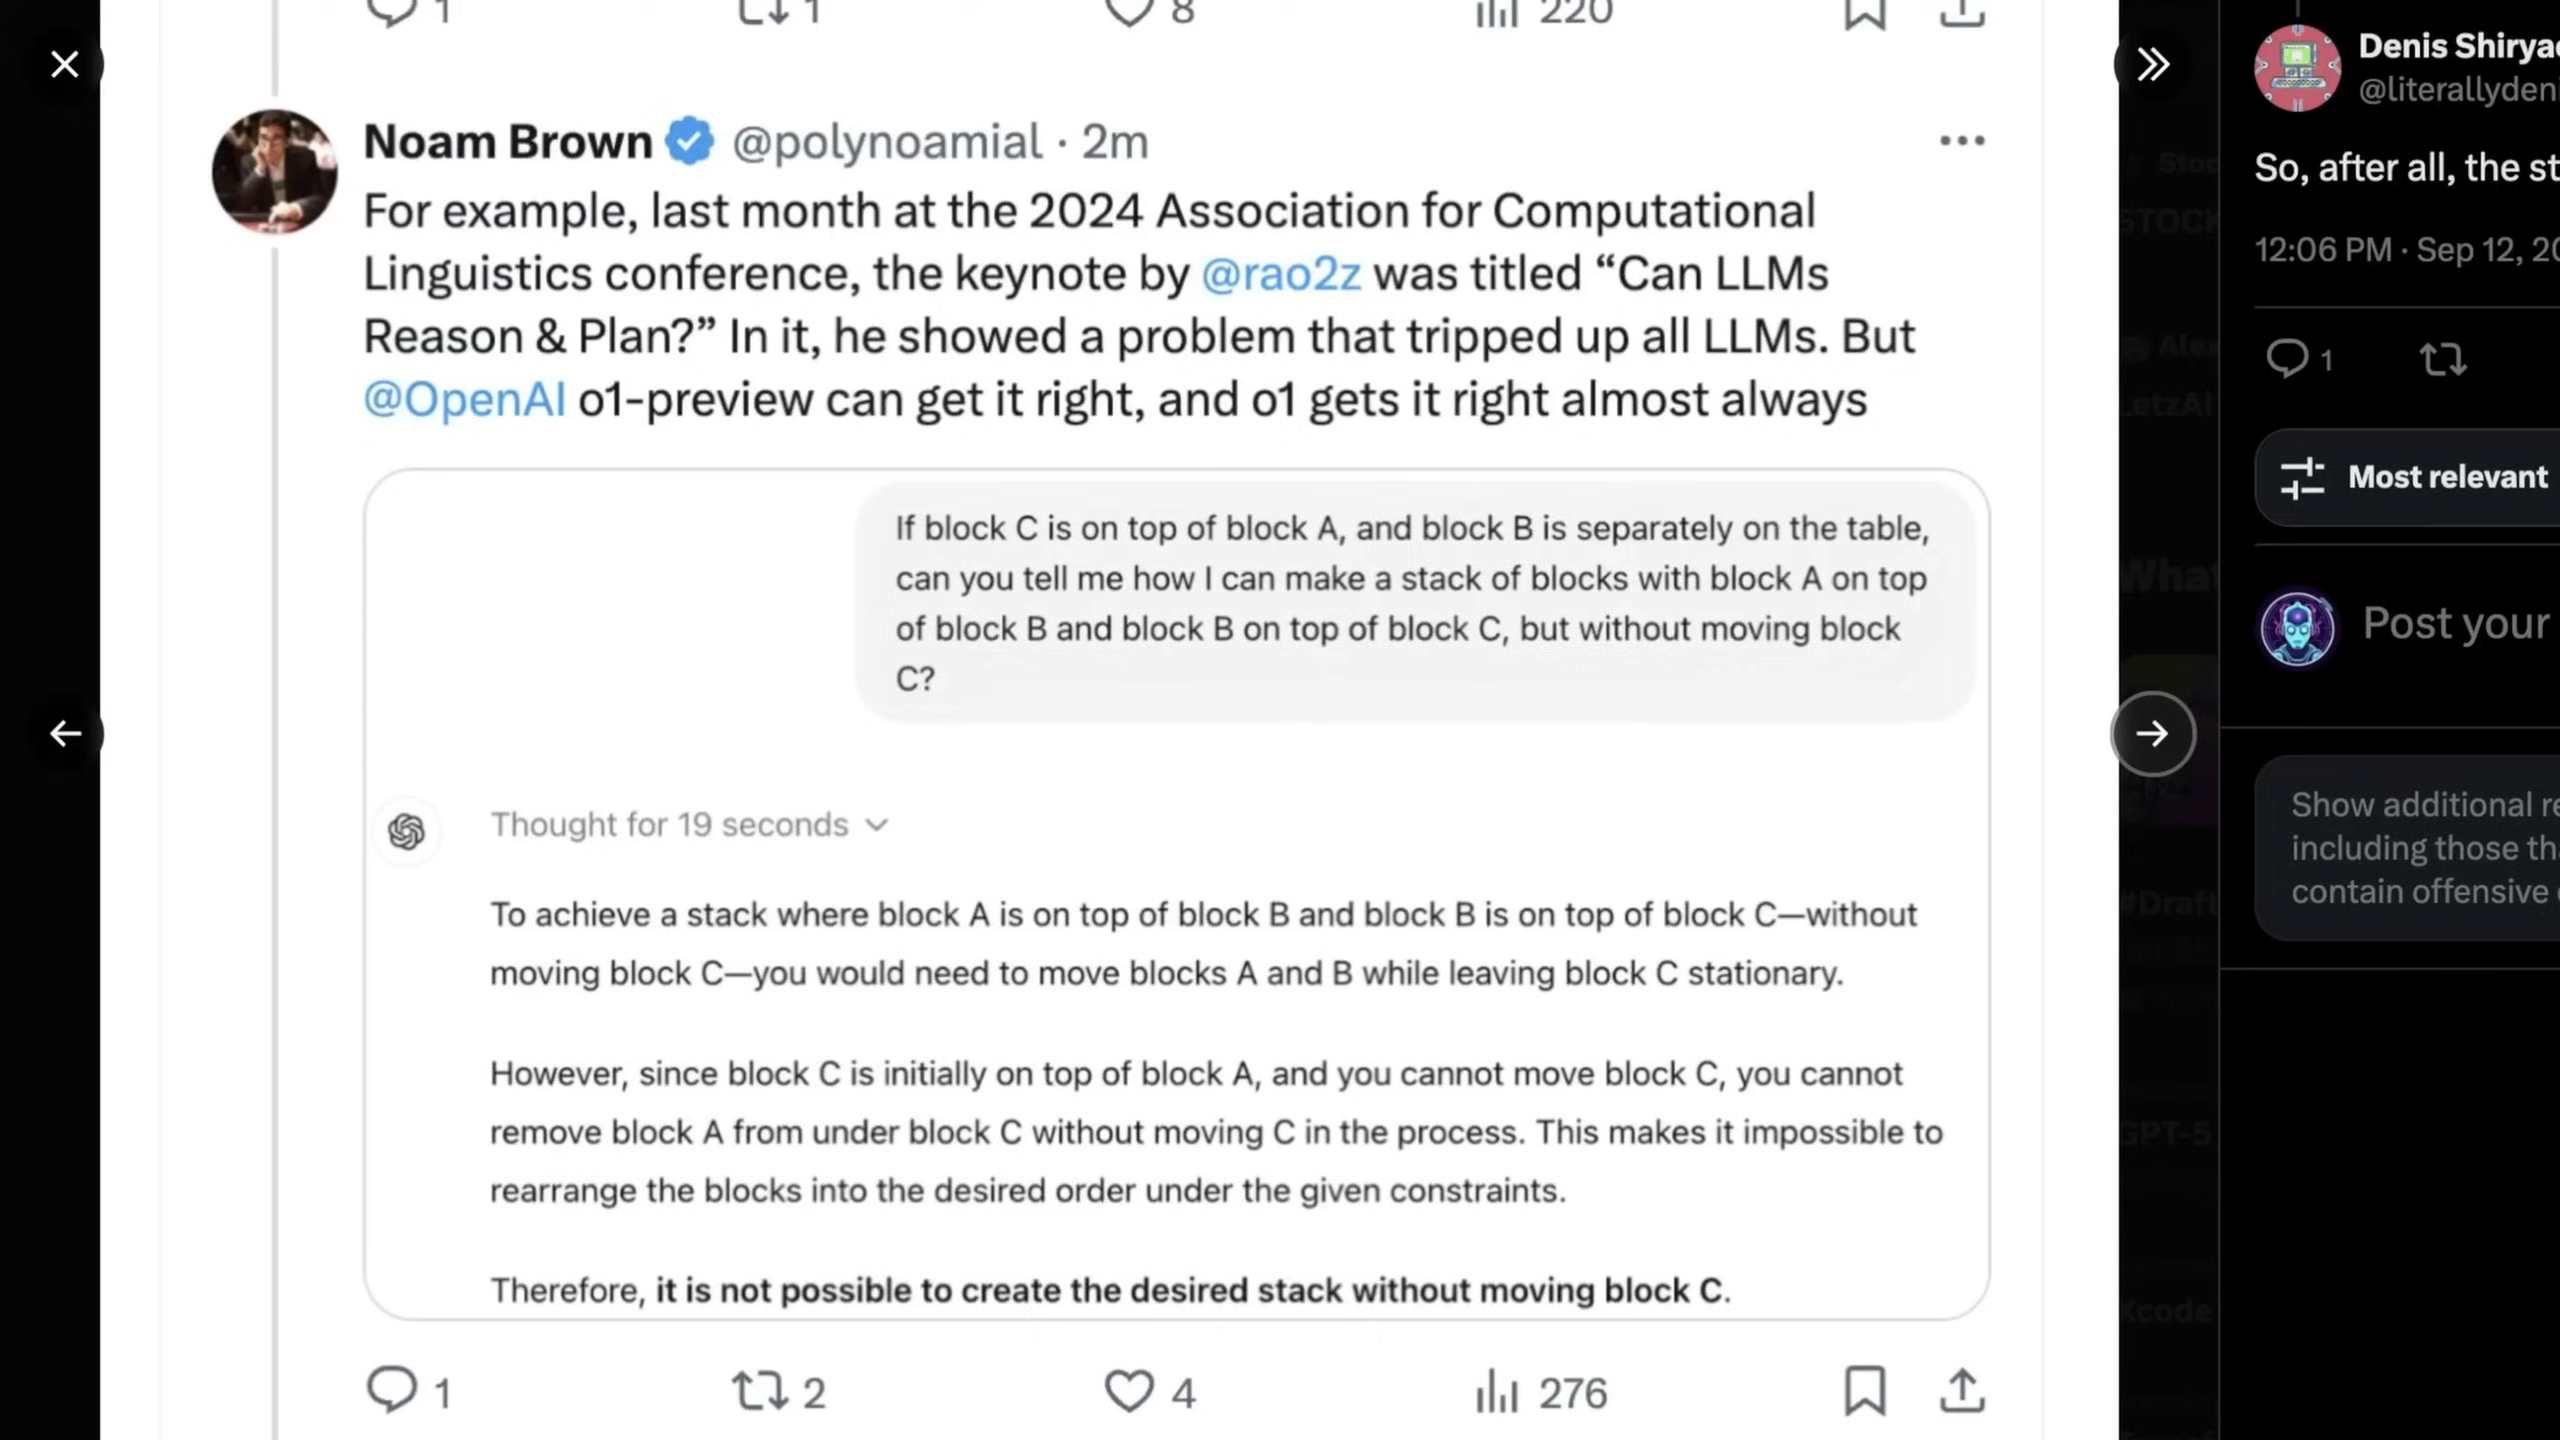 1 1 8 220
Noam Brown @polynoamial · 2m
For example, last month at the 2024 Association for Computational
Linguistics conference, the keynote by @rao2z was titled “Can LLMs
Reason & Plan?” In it, he showed a problem that tripped up all LLMs. But
@OpenAI o1-preview can get it right, and o1 gets it right almost always
If block C is on top of block A, and block B is separately on the table,
can you tell me how I can make a stack of blocks with block A on top
of block B and block B on top of block C, but without moving block
C?
Thought for 19 seconds
To achieve a stack where block A is on top of block B and block B is on top of block C—without
moving block C—you would need to move blocks A and B while leaving block C stationary.
However, since block C is initially on top of block A, and you cannot move block C, you cannot
remove block A from under block C without moving C in the process. This makes it impossible to
rearrange the blocks into the desired order under the given constraints.
Therefore, it is not possible to create the desired stack without moving block C.
1 2 4 276
Denis Shirya
@literallydeni
So, after all, the st
12:06 PM · Sep 12, 20
1
Most relevant
Post your
Show additional re
including those tha
contain offensive
STOCK
Alex
LetzAI
What
#Draft
GPT-5
Xcode